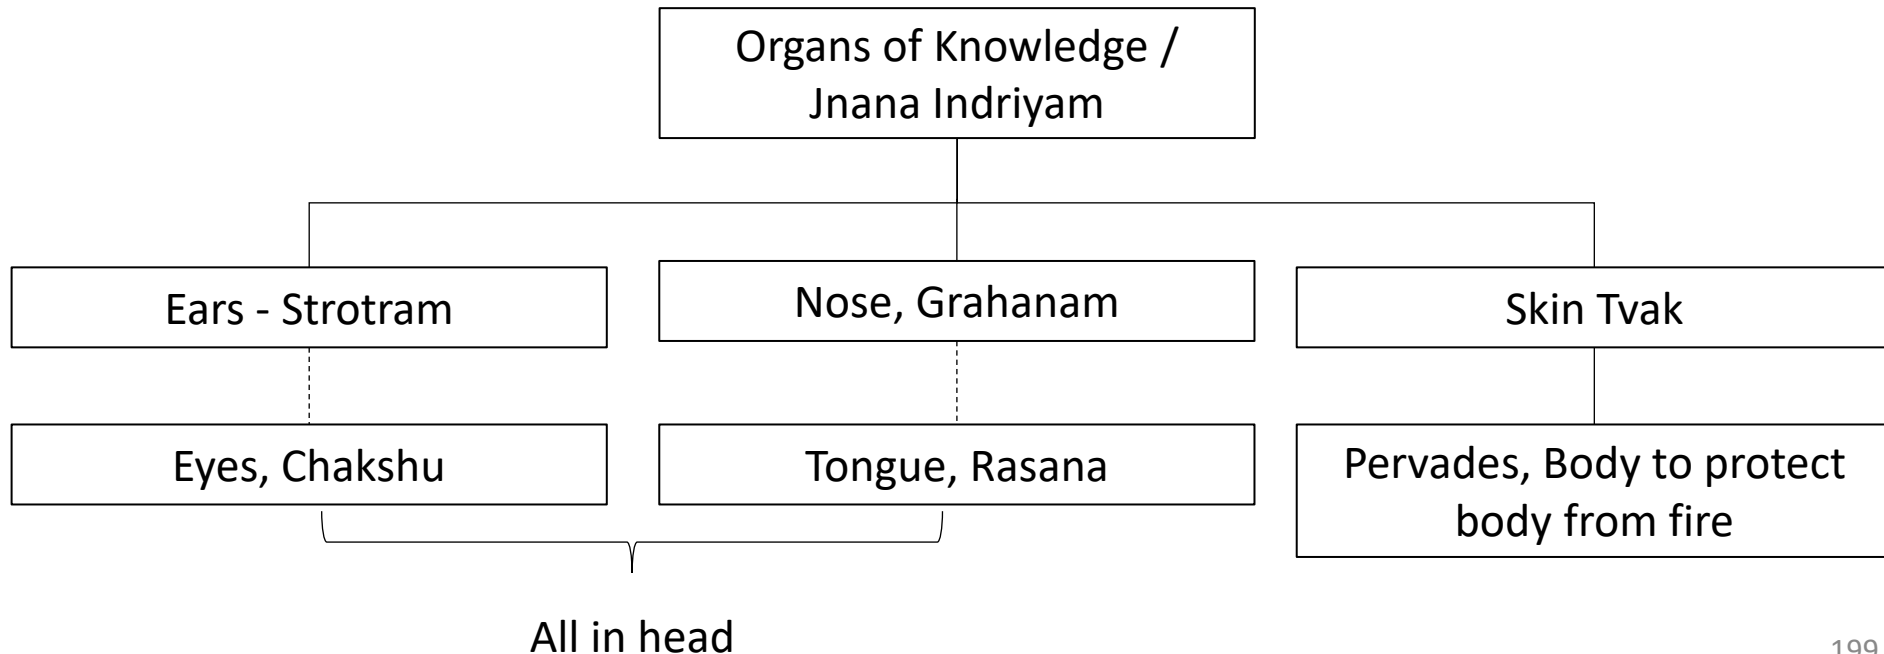 Organs of Knowledge /
Jnana Indriyam
Ears - Strotram
Nose, Grahanam
Skin Tvak
Eyes, Chakshu
Tongue, Rasana
Pervades, Body to protect
body from fire
All in head
199